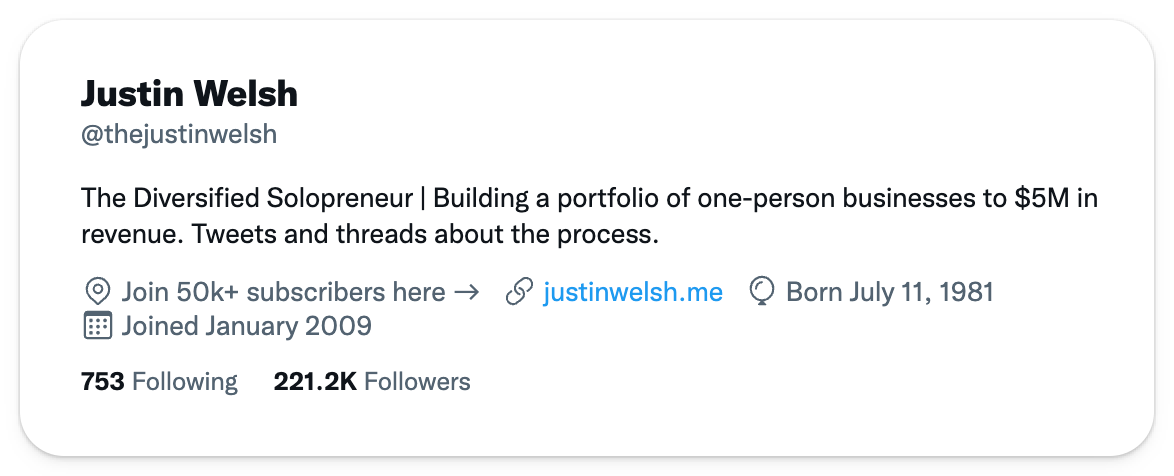 Justin Welsh
@thejustinwelsh
The Diversified Solopreneur | Building a portfolio of one-person businesses to $5M in
revenue. Tweets and threads about the process.
Join 50k+ subscribers here → justinwelsh.me Born July 11, 1981
Joined January 2009
753 Following 221.2K Followers